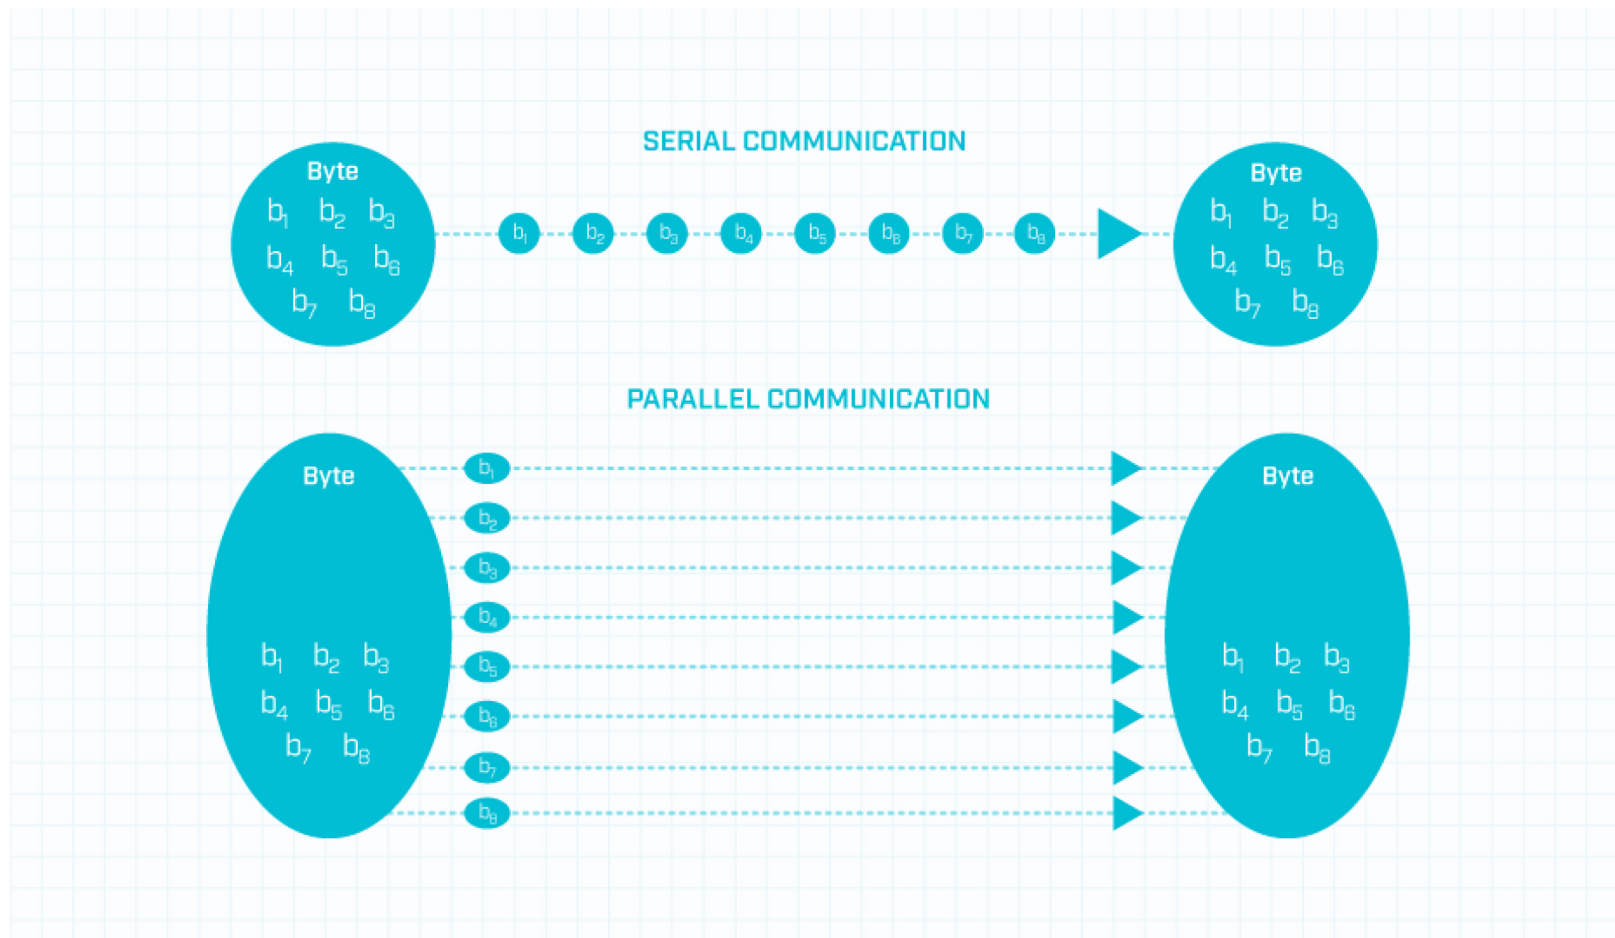 SERIAL COMMUNICATION
Byte
b1 b2 b3
b4 b5 b6
b7 b8
b1 b2 b3 b4 b5 b6 b7 b8
Byte
b1 b2 b3
b4 b5 b6
b7 b8
PARALLEL COMMUNICATION
Byte
b1 b2 b3
b4 b5 b6
b7 b8
b1
b2
b3
b4
b5
b6
b7
b8
Byte
b1 b2 b3
b4 b5 b6
b7 b8